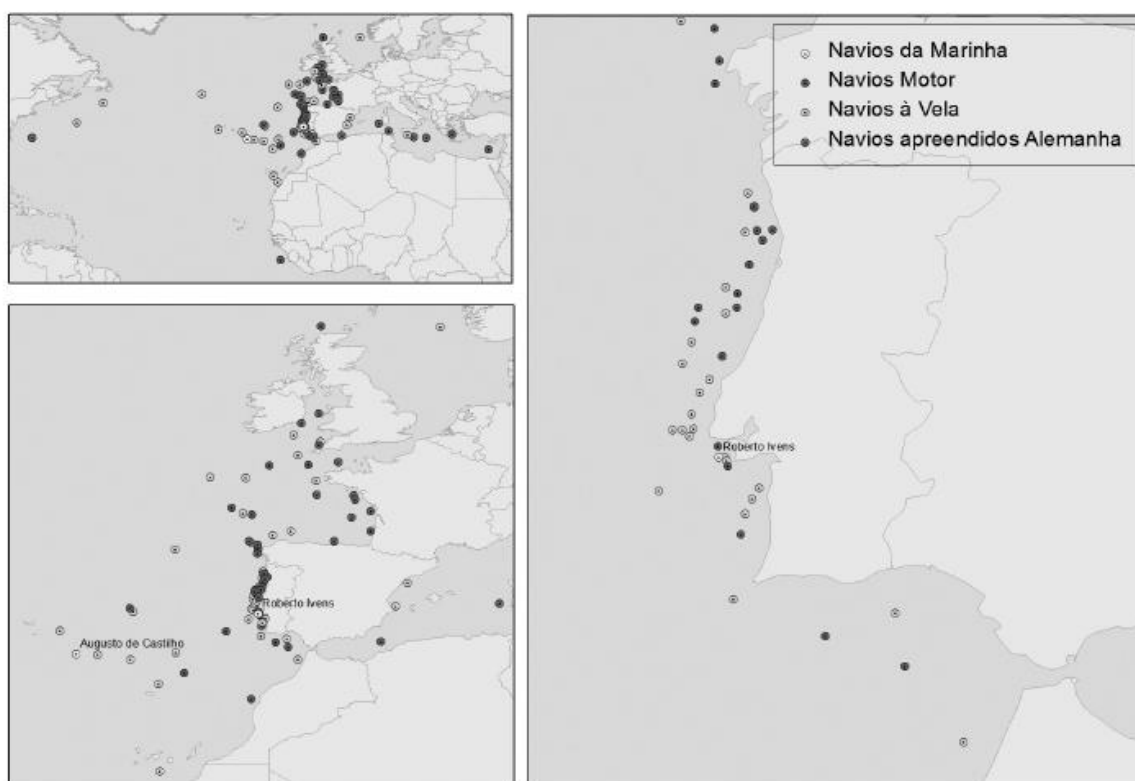 Navios da Marinha
Navios Motor
Navios à Vela
Navios apreendidos Alemanha
Roberto Ivens
Roberto Ivens
Augusto de Castilho